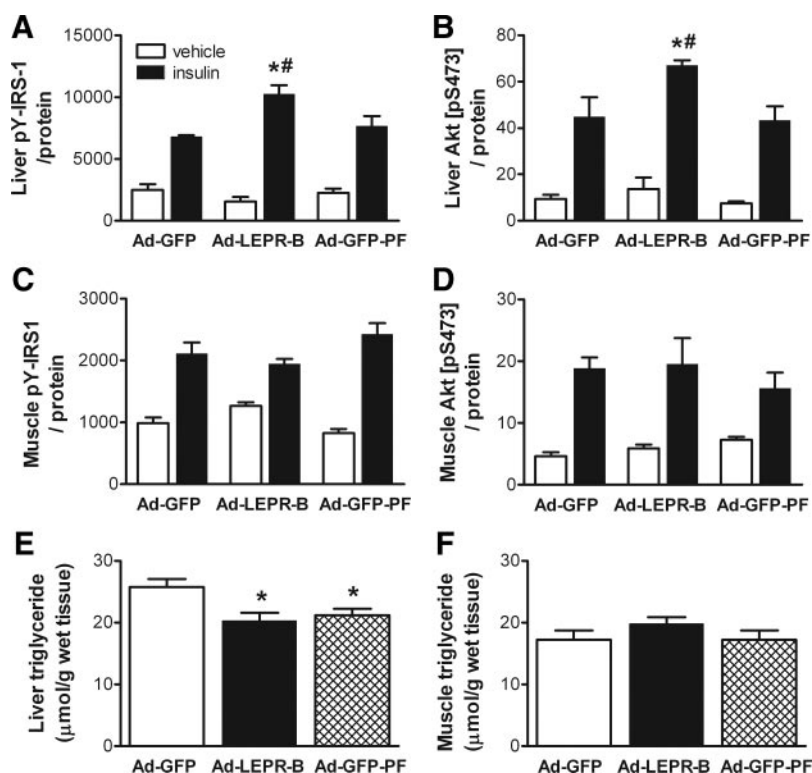 A
Liver pY-IRS-1
/protein
15000
10000
5000
0
vehicle
insulin
*#
Ad-GFP Ad-LEPR-B Ad-GFP-PF
B
Liver Akt [pS473]
/ protein
80
60
40
20
0
*#
Ad-GFP Ad-LEPR-B Ad-GFP-PF
C
Muscle pY-IRS1
/ protein
3000
2000
1000
0
Ad-GFP Ad-LEPR-B Ad-GFP-PF
D
Muscle Akt [pS473]
/ protein
30
20
10
0
Ad-GFP Ad-LEPR-B Ad-GFP-PF
E
Liver triglyceride
(μmol/g wet tissue)
30
20
10
0
* *
Ad-GFP Ad-LEPR-B Ad-GFP-PF
F
Muscle triglyceride
(μmol/g wet tissue)
30
20
10
0
Ad-GFP Ad-LEPR-B Ad-GFP-PF